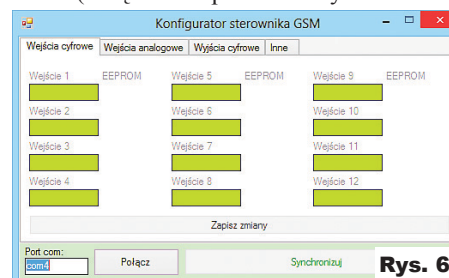 Konfigurator sterownika GSM
Wejścia cyfrowe Wejścia analogowe Wyjścia cyfrowe Inne
Wejście 1 EEPROM Wejście 5 EEPROM Wejście 9 EEPROM
Wejście 2 Wejście 6 Wejście 10
Wejście 3 Wejście 7 Wejście 11
Wejście 4 Wejście 8 Wejście 12
Zapisz zmiany
Port com:
com4 Połącz Synchronizuj
Rys. 6